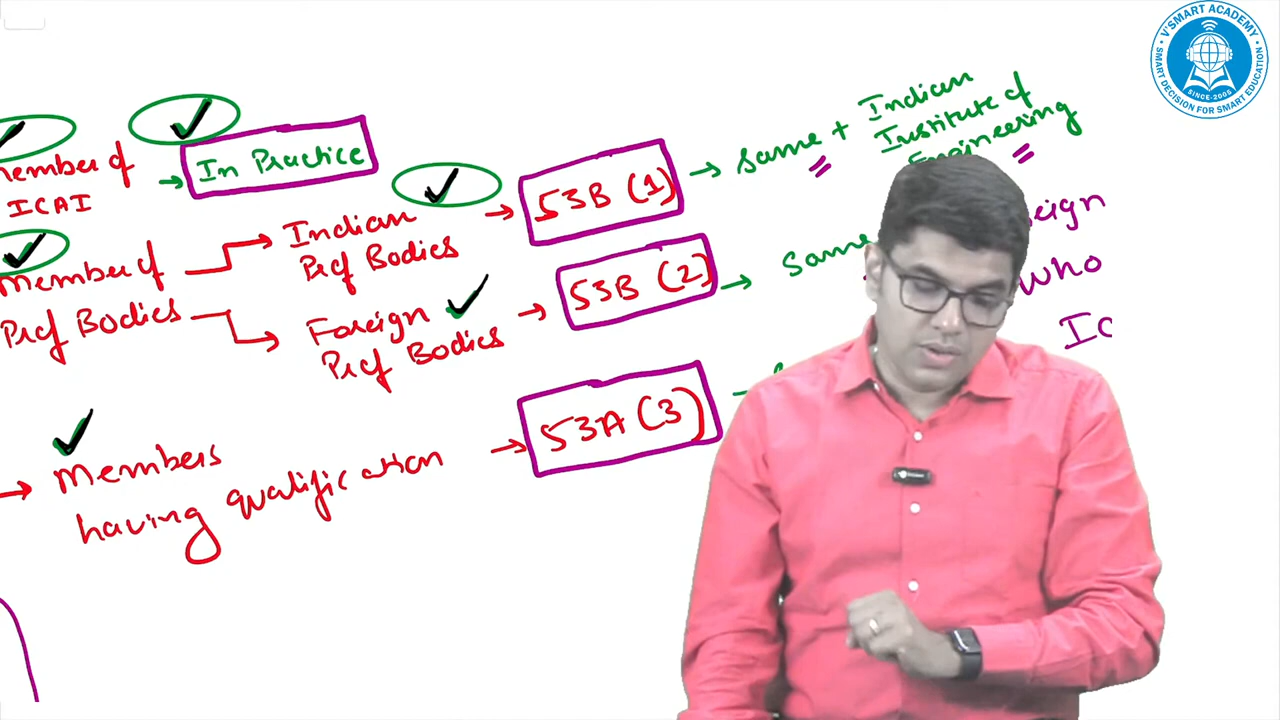 V'SMART ACADEMY
SMART DECISION FOR SMART EDUCATION
SINCE-2005
Member of
ICAI
→ In Practice
Member of
Prof Bodies
Indian
Prof Bodies
→ 53B (1)
→ same + Indian
Institute of
Engineering
Foreign
Prof Bodies
→ 53B (2)
→ same
who
Members
having qualification
→ 53A (3)